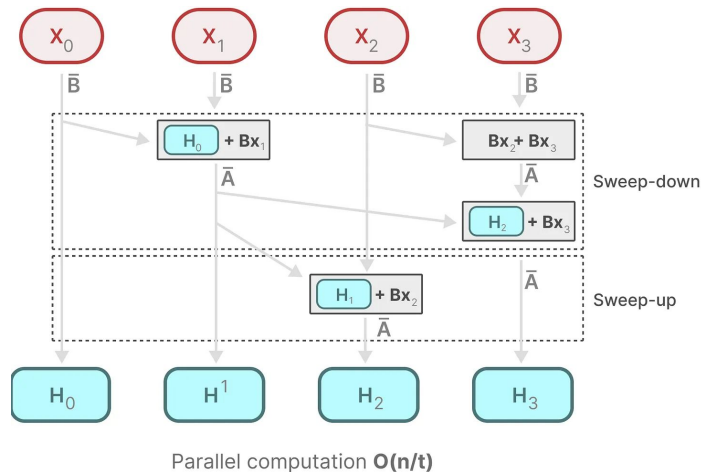 X₀ X₁ X₂ X₃
B̅ B̅ B̅ B̅
H₀ + Bx₁
Bx₂+ Bx₃
A̅ A̅
Sweep-down
H₂ + Bx₃
H₁ + Bx₂
A̅
Sweep-up
A̅
H₀ H¹ H₂ H₃
Parallel computation O(n/t)